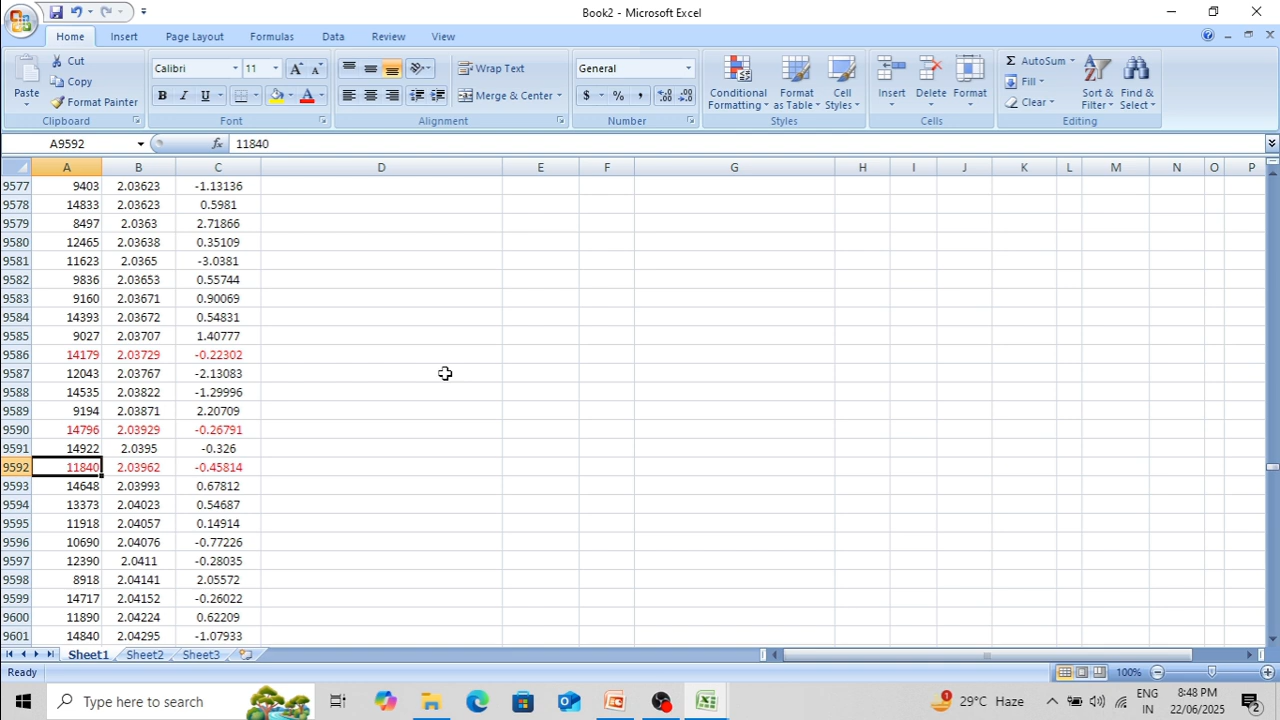 Book2 - Microsoft Excel
Home Insert Page Layout Formulas Data Review View
Paste Cut Copy Format Painter Clipboard
Calibri 11 B I U A Font
Wrap Text Merge & Center Alignment
General $ % , Number
Conditional Formatting Format as Table Cell Styles Styles
Insert Delete Format Cells
Σ AutoSum Fill Clear Sort & Filter Find & Select Editing
A9592 fx 11840
A B C D E F G H I J K L M N O P
9577 9403 2.03623 -1.13136
9578 14833 2.03623 0.5981
9579 8497 2.0363 2.71866
9580 12465 2.03638 0.35109
9581 11623 2.0365 -3.0381
9582 9836 2.03653 0.55744
9583 9160 2.03671 0.90069
9584 14393 2.03672 0.54831
9585 9027 2.03707 1.40777
9586 14179 2.03729 -0.22302
9587 12043 2.03767 -2.13083
9588 14535 2.03822 -1.29996
9589 9194 2.03871 2.20709
9590 14796 2.03929 -0.26791
9591 14922 2.0395 -0.326
9592 11840 2.03962 -0.45814
9593 14648 2.03993 0.67812
9594 13373 2.04023 0.54687
9595 11918 2.04057 0.14914
9596 10690 2.04076 -0.77226
9597 12390 2.0411 -0.28035
9598 8918 2.04141 2.05572
9599 14717 2.04152 -0.26022
9600 11890 2.04224 0.62209
9601 14840 2.04295 -1.07933
Sheet1 Sheet2 Sheet3
Ready 100%
Type here to search
1 29°C Haze
ENG IN
8:48 PM
22/06/2025
2